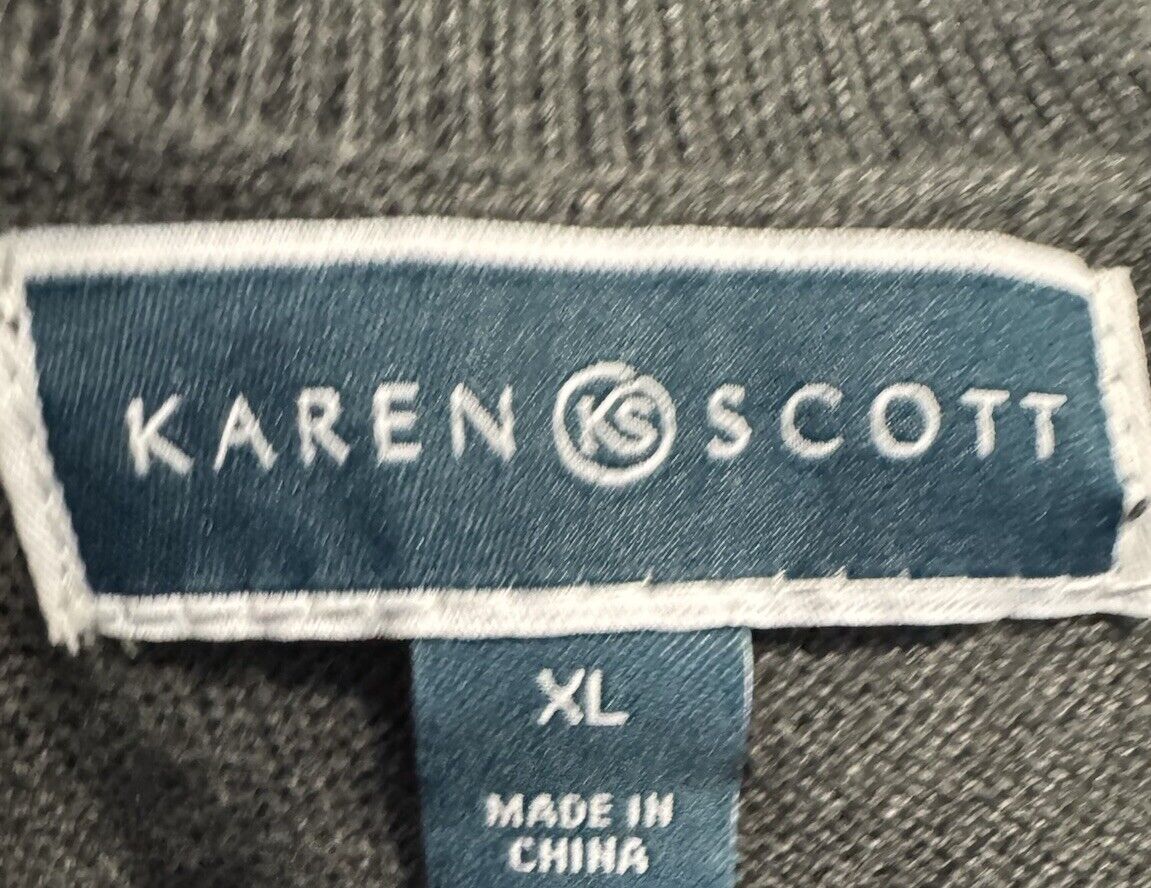 KAREN KS SCOTT
XL
MADE IN
CHINA